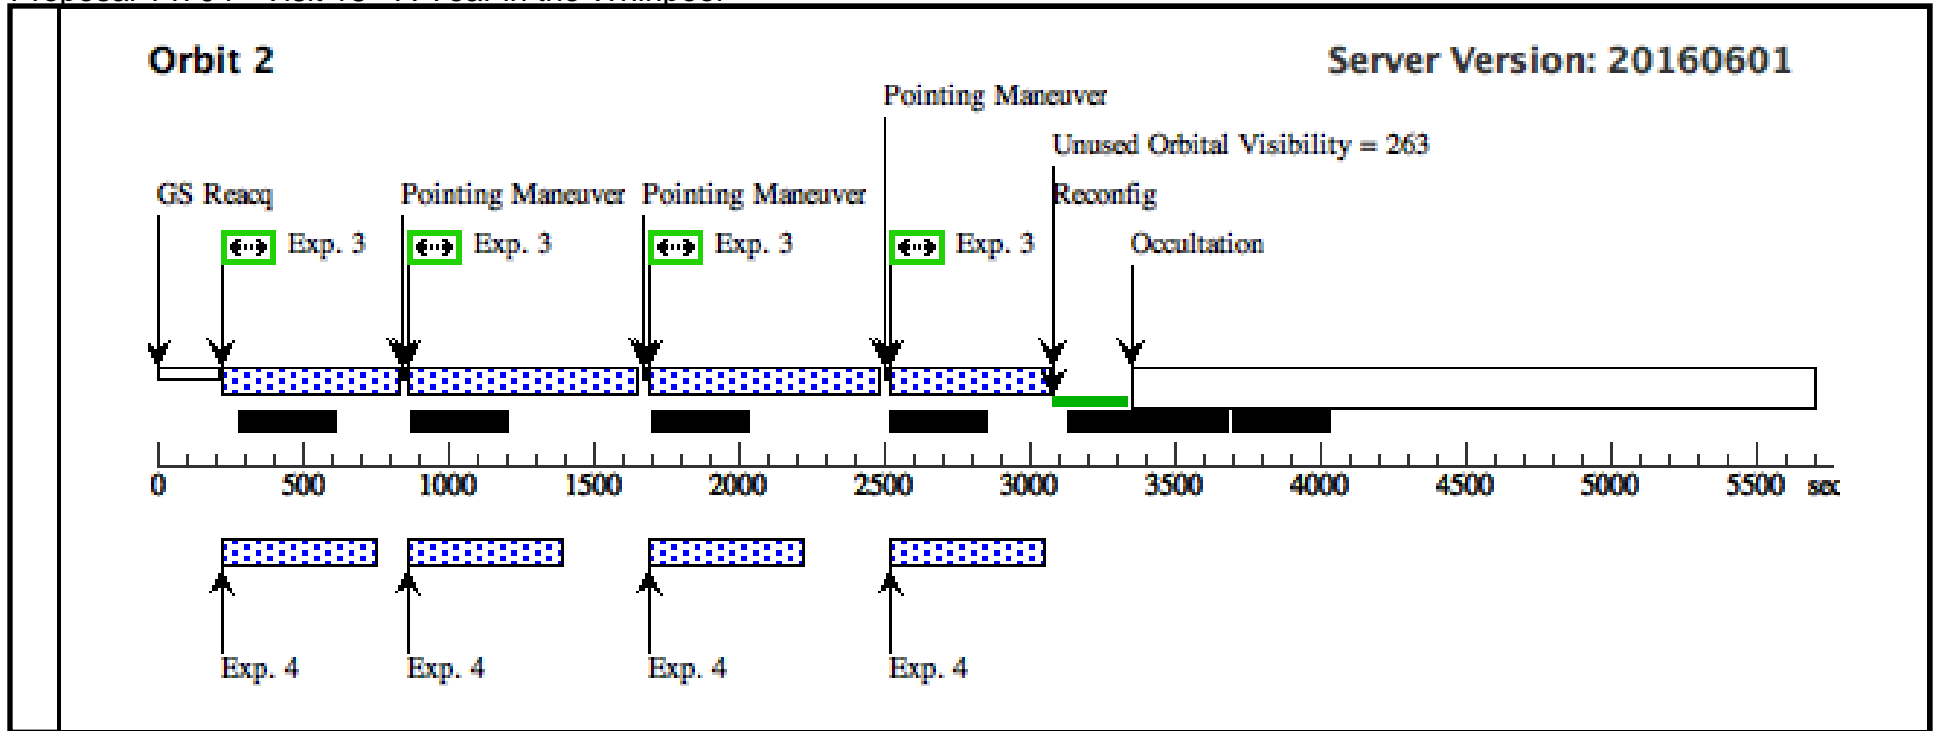 Orbit 2
Server Version: 20160601
Pointing Maneuver
Unused Orbital Visibility = 263
GS Reacq
Pointing Maneuver
Pointing Maneuver
Reconfig
Exp. 3
Exp. 3
Exp. 3
Exp. 3
Occultation
0
500
1000
1500
2000
2500
3000
3500
4000
4500
5000
5500
sec
Exp. 4
Exp. 4
Exp. 4
Exp. 4